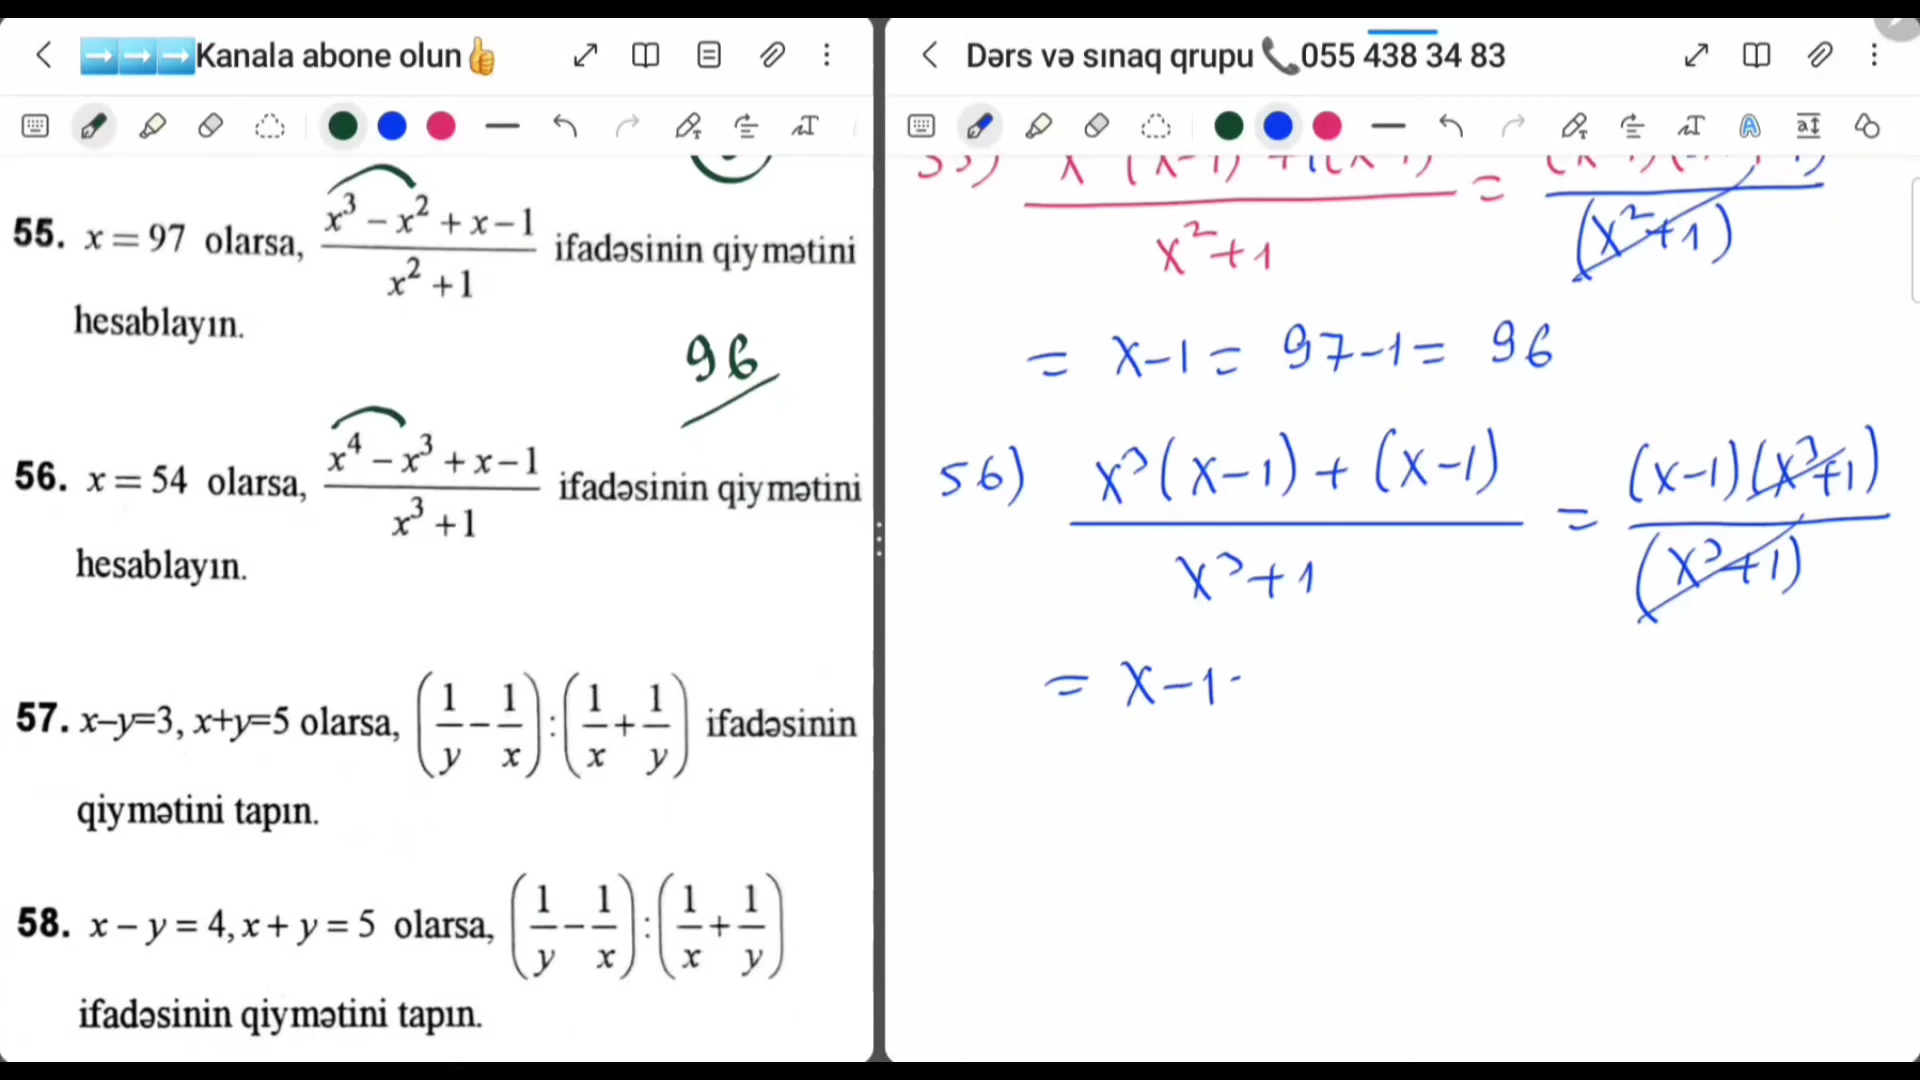 ➡️➡️➡️Kanala abone olun👍
Dərs və sınaq qrupu 📞055 438 34 83
55. x = 97 olarsa, (x³ − x² + x − 1)/(x² + 1) ifadəsinin qiymətini
hesablayın.
96
56. x = 54 olarsa, (x⁴ − x³ + x − 1)/(x³ + 1) ifadəsinin qiymətini
hesablayın.
57. x–y=3, x+y=5 olarsa, (1/y − 1/x) : (1/x + 1/y) ifadəsinin
qiymətini tapın.
58. x − y = 4, x + y = 5 olarsa, (1/y − 1/x) : (1/x + 1/y)
ifadəsinin qiymətini tapın.
x² + 1 = (x² + 1)
= x − 1 = 97 − 1 = 96
56) (x³(x − 1) + (x − 1))/(x³ + 1) = ((x − 1)(x³ + 1))/((x³ + 1))
= x − 1